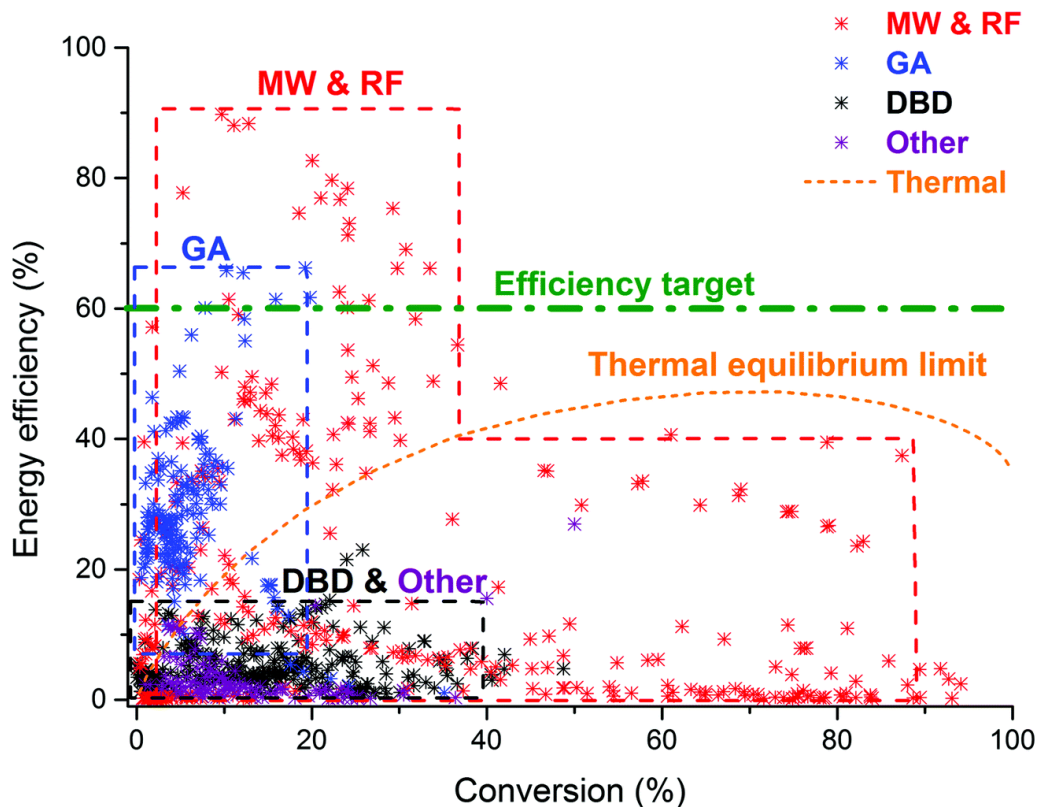 MW & RF
GA
DBD
Other
Thermal
MW & RF
GA
Efficiency target
Thermal equilibrium limit
DBD & Other
Energy efficiency (%)
100
80
60
40
20
0
0 20 40 60 80 100
Conversion (%)